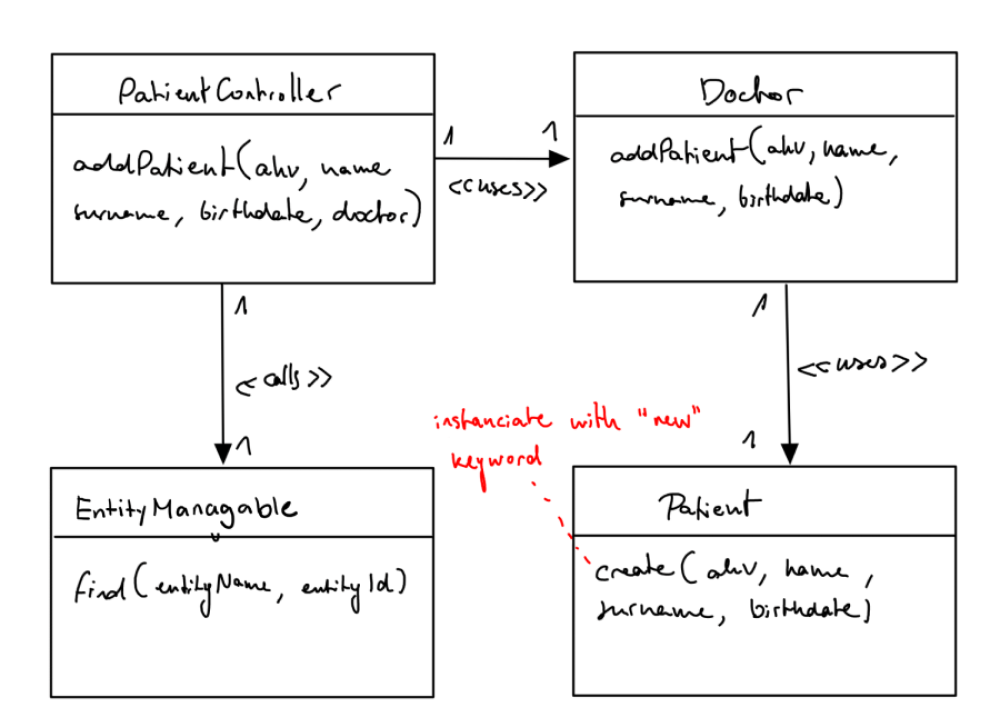 PatientController
addPatient(ahv, name
surname, birthdate, doctor)
1
1
<<uses>>
Doctor
addPatient(ahv, name,
surname, birthdate)
1
<calls>>
1
1
<<uses>>
1
instanciate with "new"
keyword
EntityManagable
find(entityName, entityId)
Patient
create(ahv, name,
surname, birthdate)